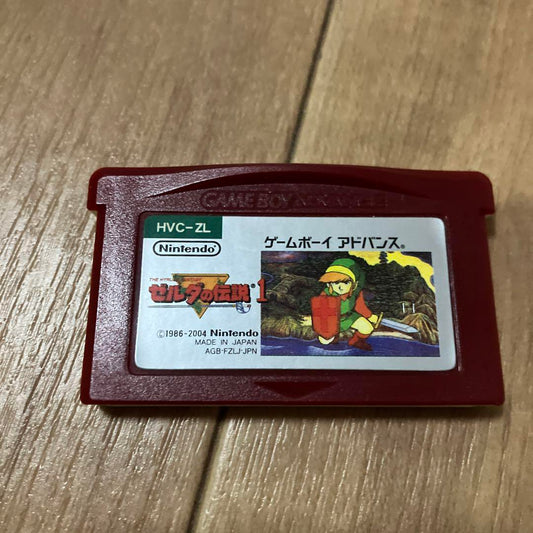 GAME BOY ADVANCE
HVC-ZL
Nintendo
ゲームボーイ アドバンス®
THE HYRULE FANTASY
ゼルダの伝説1
©1986-2004 Nintendo
MADE IN JAPAN
AGB-FZLJ-JPN